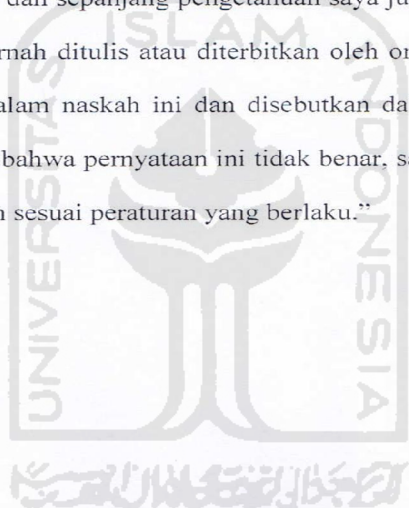 dan sepanjang pengetahuan saya ju
rnah ditulis atau diterbitkan oleh or
alam naskah ini dan disebutkan da
bahwa pernyataan ini tidak benar, sa
n sesuai peraturan yang berlaku.”
ISLAM
UNIVERSITAS
INDONESIA